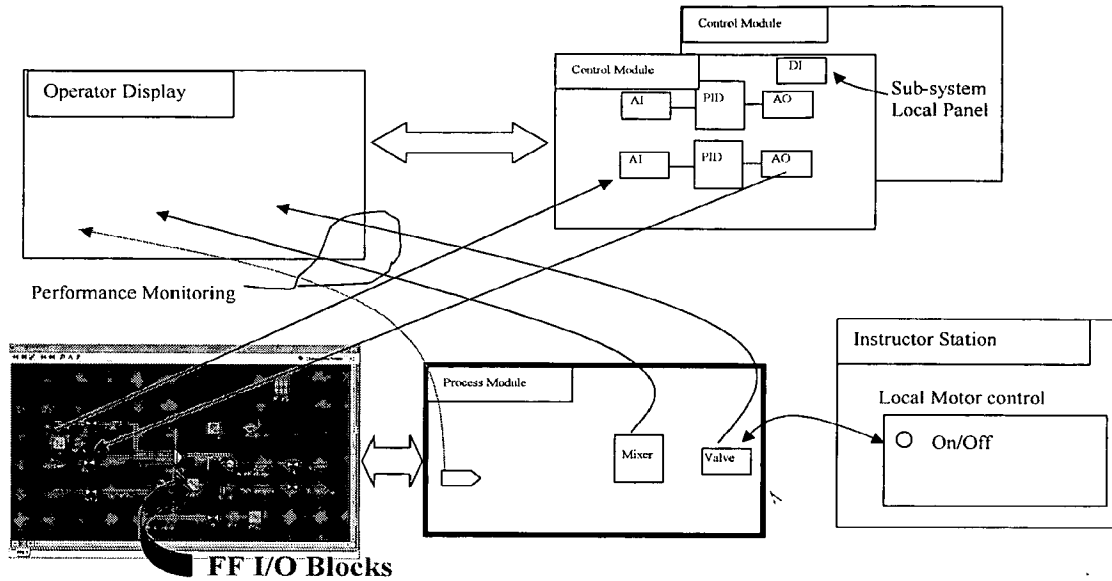 Control Module
Control Module
DI
AI
PID
AO
Sub-system
Local Panel
AI
PID
AO
Operator Display
Performance Monitoring
Process Module
Mixer
Valve
Instructor Station
Local Motor control
On/Off
FF I/O Blocks